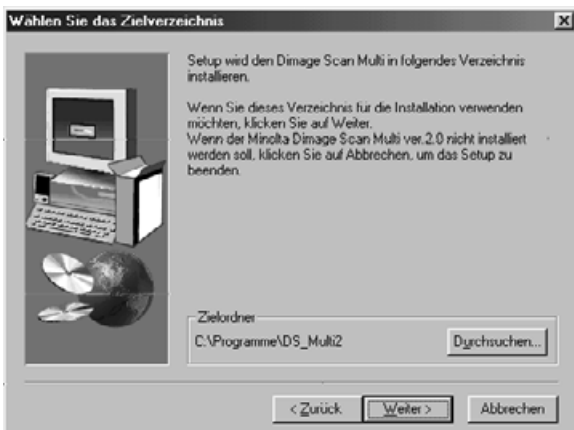 Wählen Sie das Zielverzeichnis
Setup wird den Dimage Scan Multi in folgendes Verzeichnis
installieren.
Wenn Sie dieses Verzeichnis für die Installation verwenden
möchten, klicken Sie auf Weiter.
Wenn der Minolta Dimage Scan Multi ver.2.0 nicht installiert
werden soll, klicken Sie auf Abbrechen, um das Setup zu
beenden.
Zielordner
C:\Programme\DS_Multi2
Durchsuchen...
< Zurück
Weiter >
Abbrechen